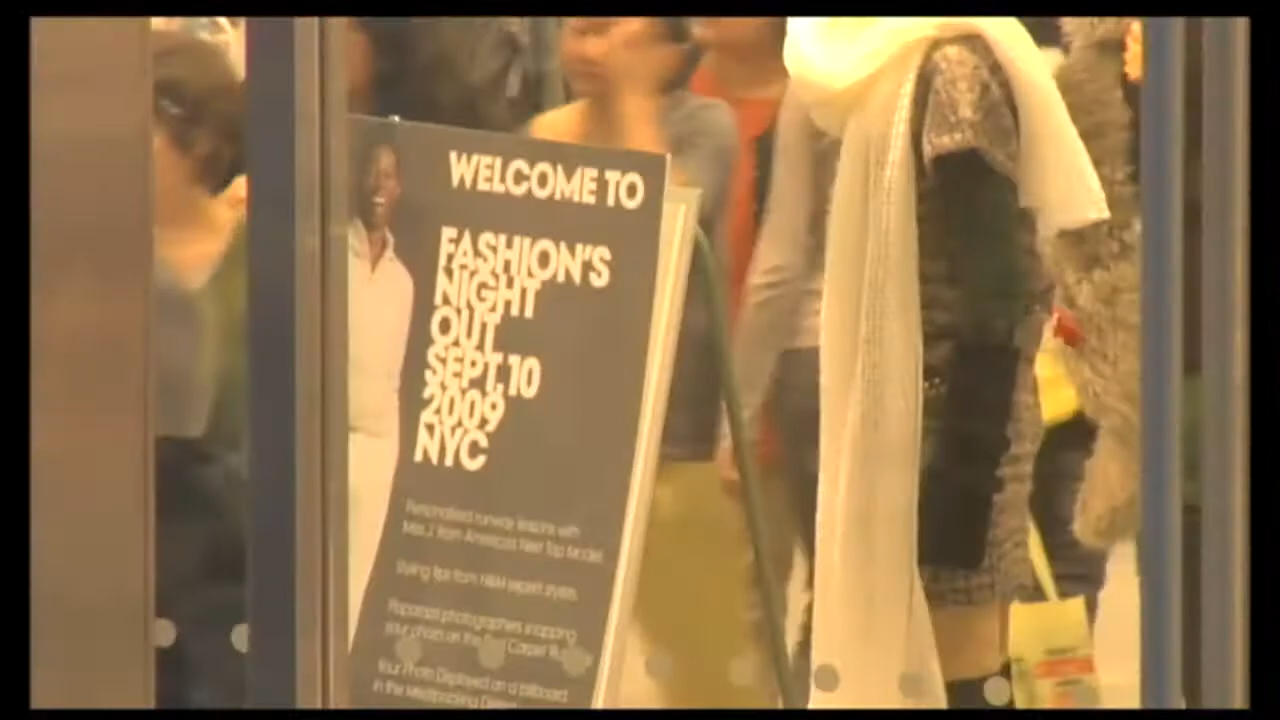 WELCOME TO
FASHION'S
NIGHT
OUT
SEPT.10
2009
NYC
Personalised runway lessons with
Miss J from America's Next Top Model.
Styling tips from H&M expert stylists.
Paparazzi photographers snapping
your photo on the Red Carpet
Your Photo Displayed on a billboard
in the Meatpacking